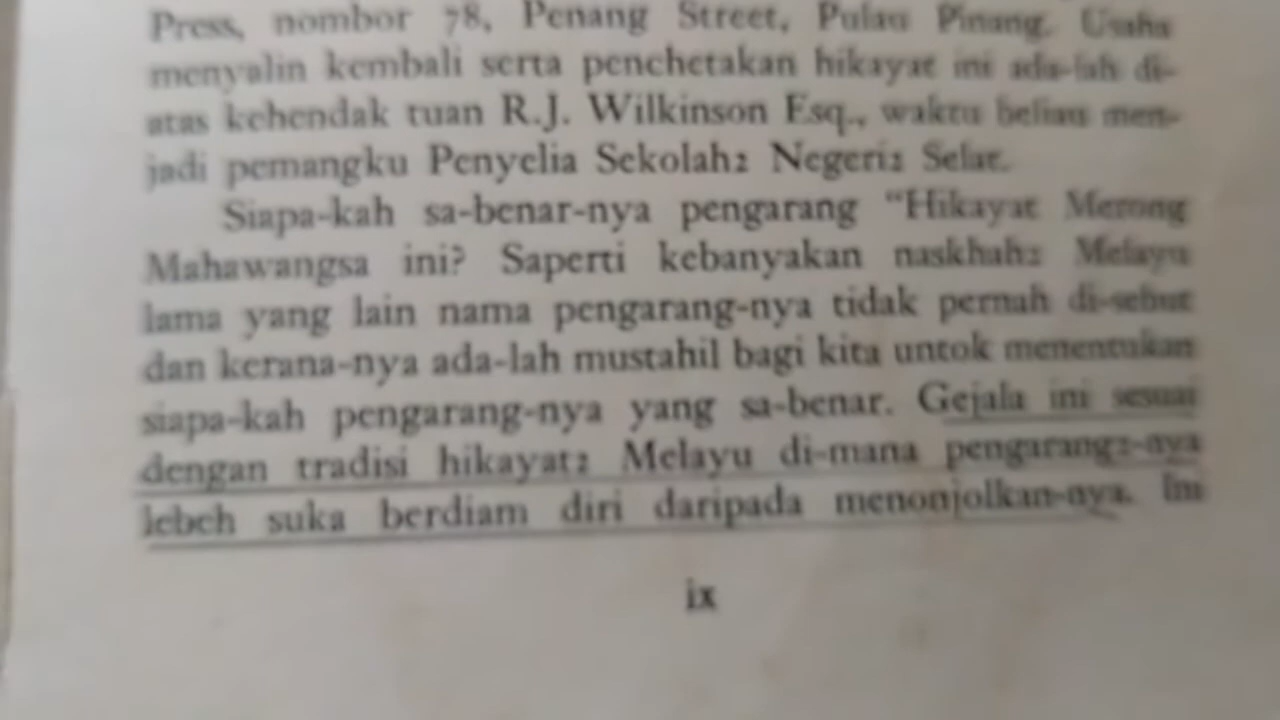 Press, nombor 78, Penang Street, Pulau Pinang. Usaha
menyalin kembali serta penchetakan hikayat ini ada-lah di-
atas kehendak tuan R.J. Wilkinson Esq., waktu beliau men-
jadi pemangku Penyelia Sekolah2 Negeri2 Selat.
Siapa-kah sa-benar-nya pengarang “Hikayat Merong
Mahawangsa ini? Saperti kebanyakan naskhah2 Melayu
lama yang lain nama pengarang-nya tidak pernah di-sebut
dan kerana-nya ada-lah mustahil bagi kita untok menentukan
siapa-kah pengarang-nya yang sa-benar. Gejala ini sesuai
dengan tradisi hikayat2 Melayu di-mana pengarang2-nya
lebeh suka berdiam diri daripada menonjolkan-nya. Ini
ix